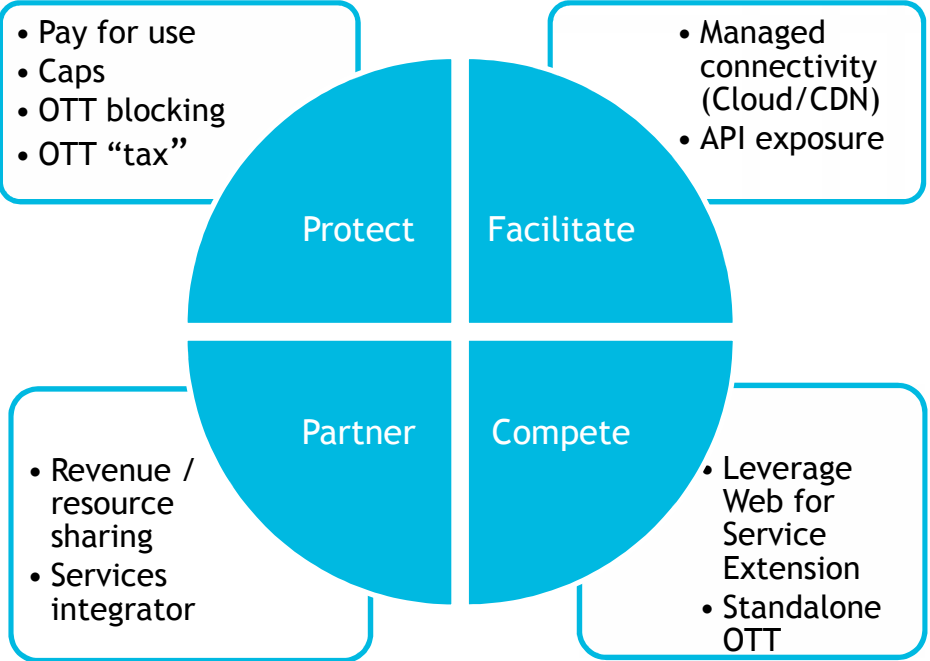 • Pay for use
• Caps
• OTT blocking
• OTT “tax”
• Managed
connectivity
(Cloud/CDN)
• API exposure
Protect
Facilitate
Partner
Compete
• Revenue /
resource
sharing
• Services
integrator
• Leverage
Web for
Service
Extension
• Standalone
OTT